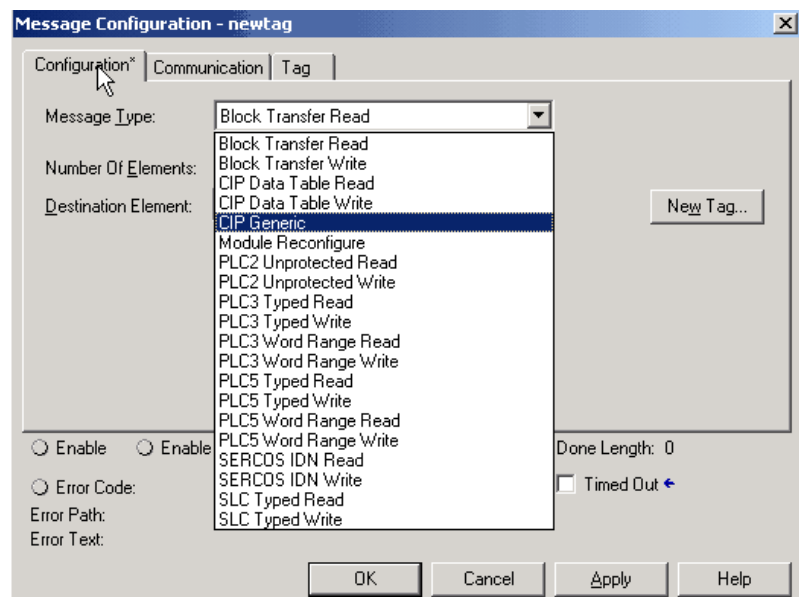 Message Configuration - newtag
Configuration* Communication Tag
Message Type: Block Transfer Read
Block Transfer Read
Block Transfer Write
Number Of Elements:
CIP Data Table Read
CIP Data Table Write
Destination Element: New Tag...
CIP Generic
Module Reconfigure
PLC2 Unprotected Read
PLC2 Unprotected Write
PLC3 Typed Read
PLC3 Typed Write
PLC3 Word Range Read
PLC3 Word Range Write
PLC5 Typed Read
PLC5 Typed Write
PLC5 Word Range Read
PLC5 Word Range Write
SERCOS IDN Read
SERCOS IDN Write
SLC Typed Read
SLC Typed Write
Enable Enable Done Length: 0
Error Code: Timed Out
Error Path:
Error Text:
OK Cancel Apply Help